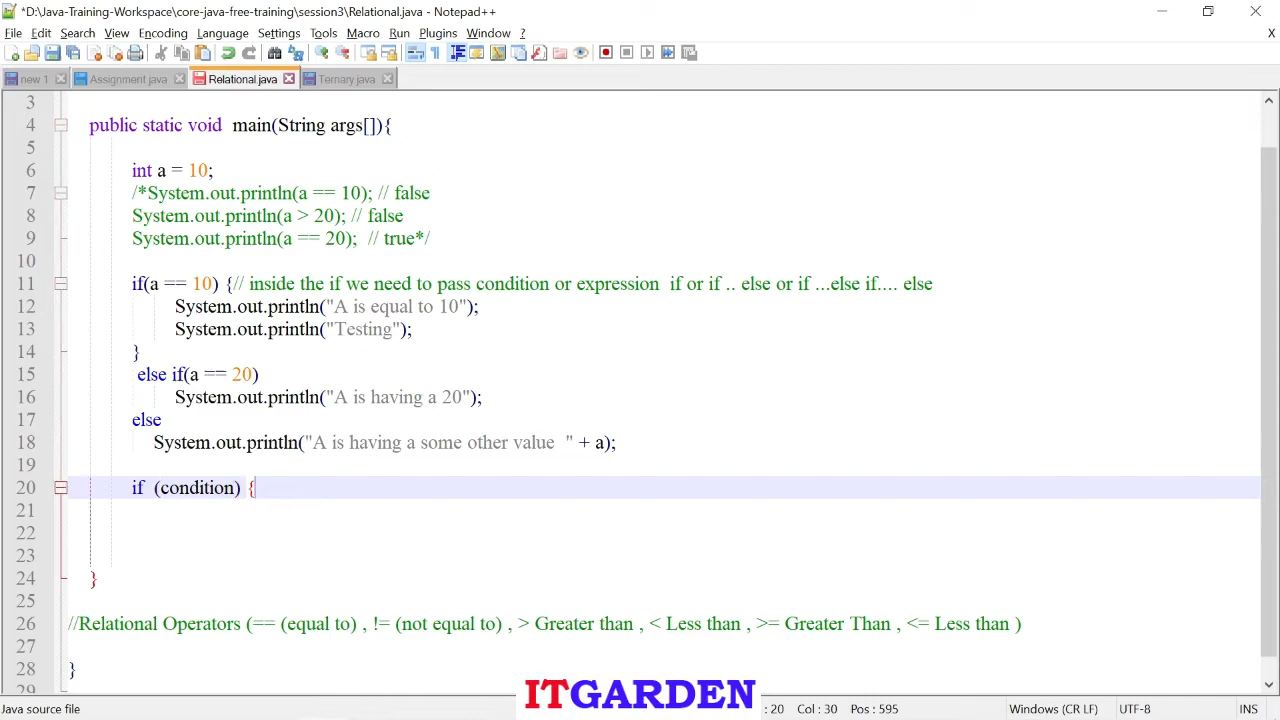 *D:\Java-Training-Workspace\core-java-free-training\session3\Relational.java - Notepad++
File Edit Search View Encoding Language Settings Tools Macro Run Plugins Window ? X
new 1 Assignment.java Relational.java Ternary.java
3
4 public static void main(String args[]){
5
6 int a = 10;
7 /*System.out.println(a == 10); // false
8 System.out.println(a > 20); // false
9 System.out.println(a == 20); // true*/
10
11 if(a == 10) {// inside the if we need to pass condition or expression if or if .. else or if ...else if.... else
12 System.out.println("A is equal to 10");
13 System.out.println("Testing");
14 }
15 else if(a == 20)
16 System.out.println("A is having a 20");
17 else
18 System.out.println("A is having a some other value " + a);
19
20 if (condition) {
21
22
23
24 }
25
26 //Relational Operators (== (equal to) , != (not equal to) , > Greater than , < Less than , >= Greater Than , <= Less than )
27
28 }
29
ITGARDEN
Java source file : 20 Col : 30 Pos : 595 Windows (CR LF) UTF-8 INS